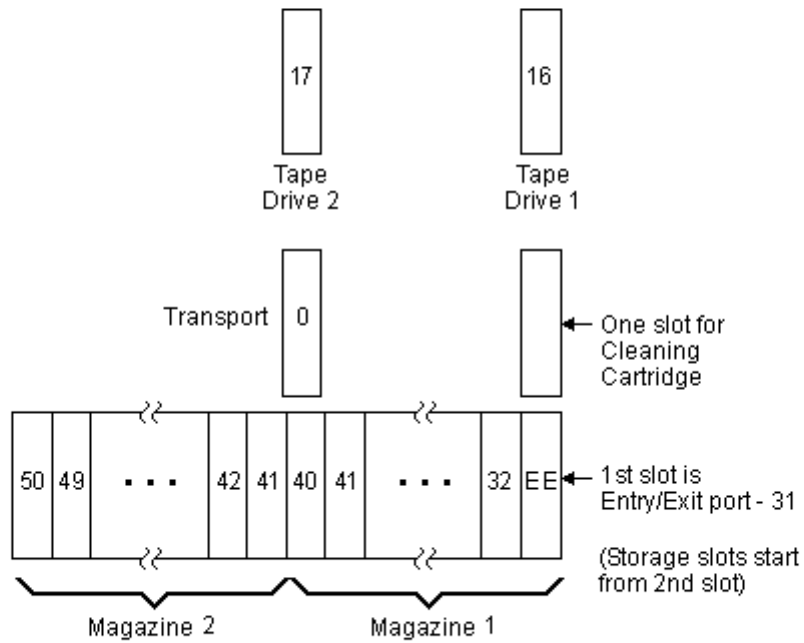 17
16
Tape
Drive 2
Tape
Drive 1
Transport
0
One slot for
Cleaning
Cartridge
50 49 • • • 42 41 40 41 • • • 32 EE
1st slot is
Entry/Exit port - 31
(Storage slots start
from 2nd slot)
Magazine 2
Magazine 1